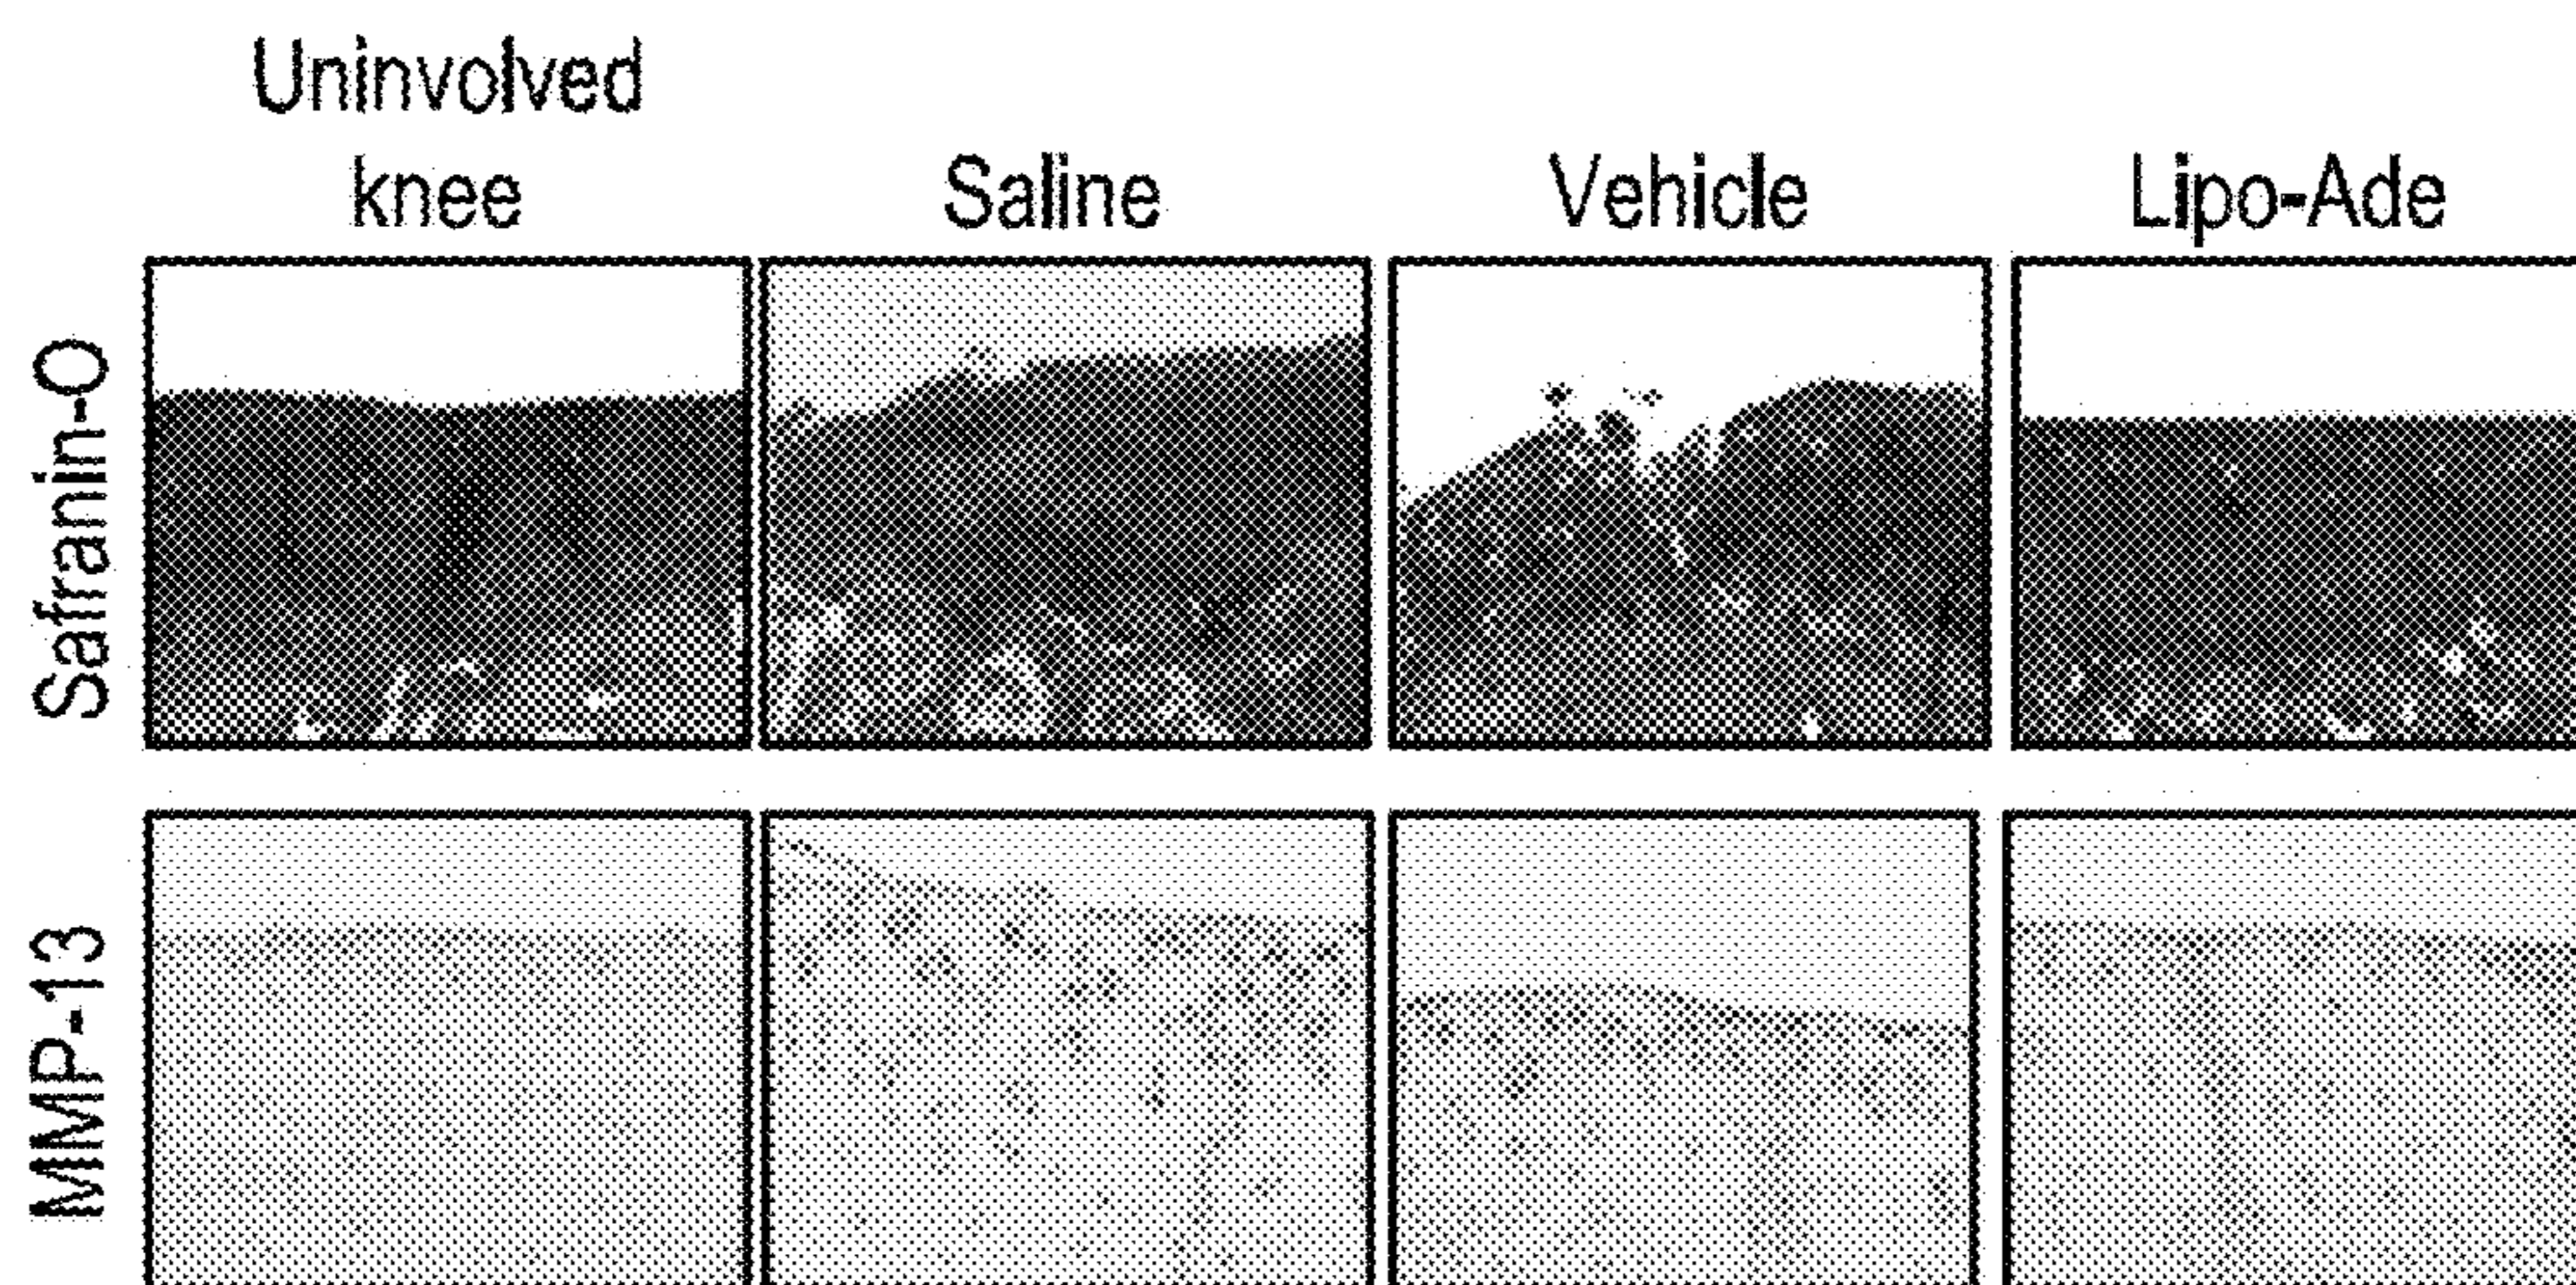 Uninvolved
knee
Saline
Vehicle
Lipo-Ade
Safranin-O
MMP-13